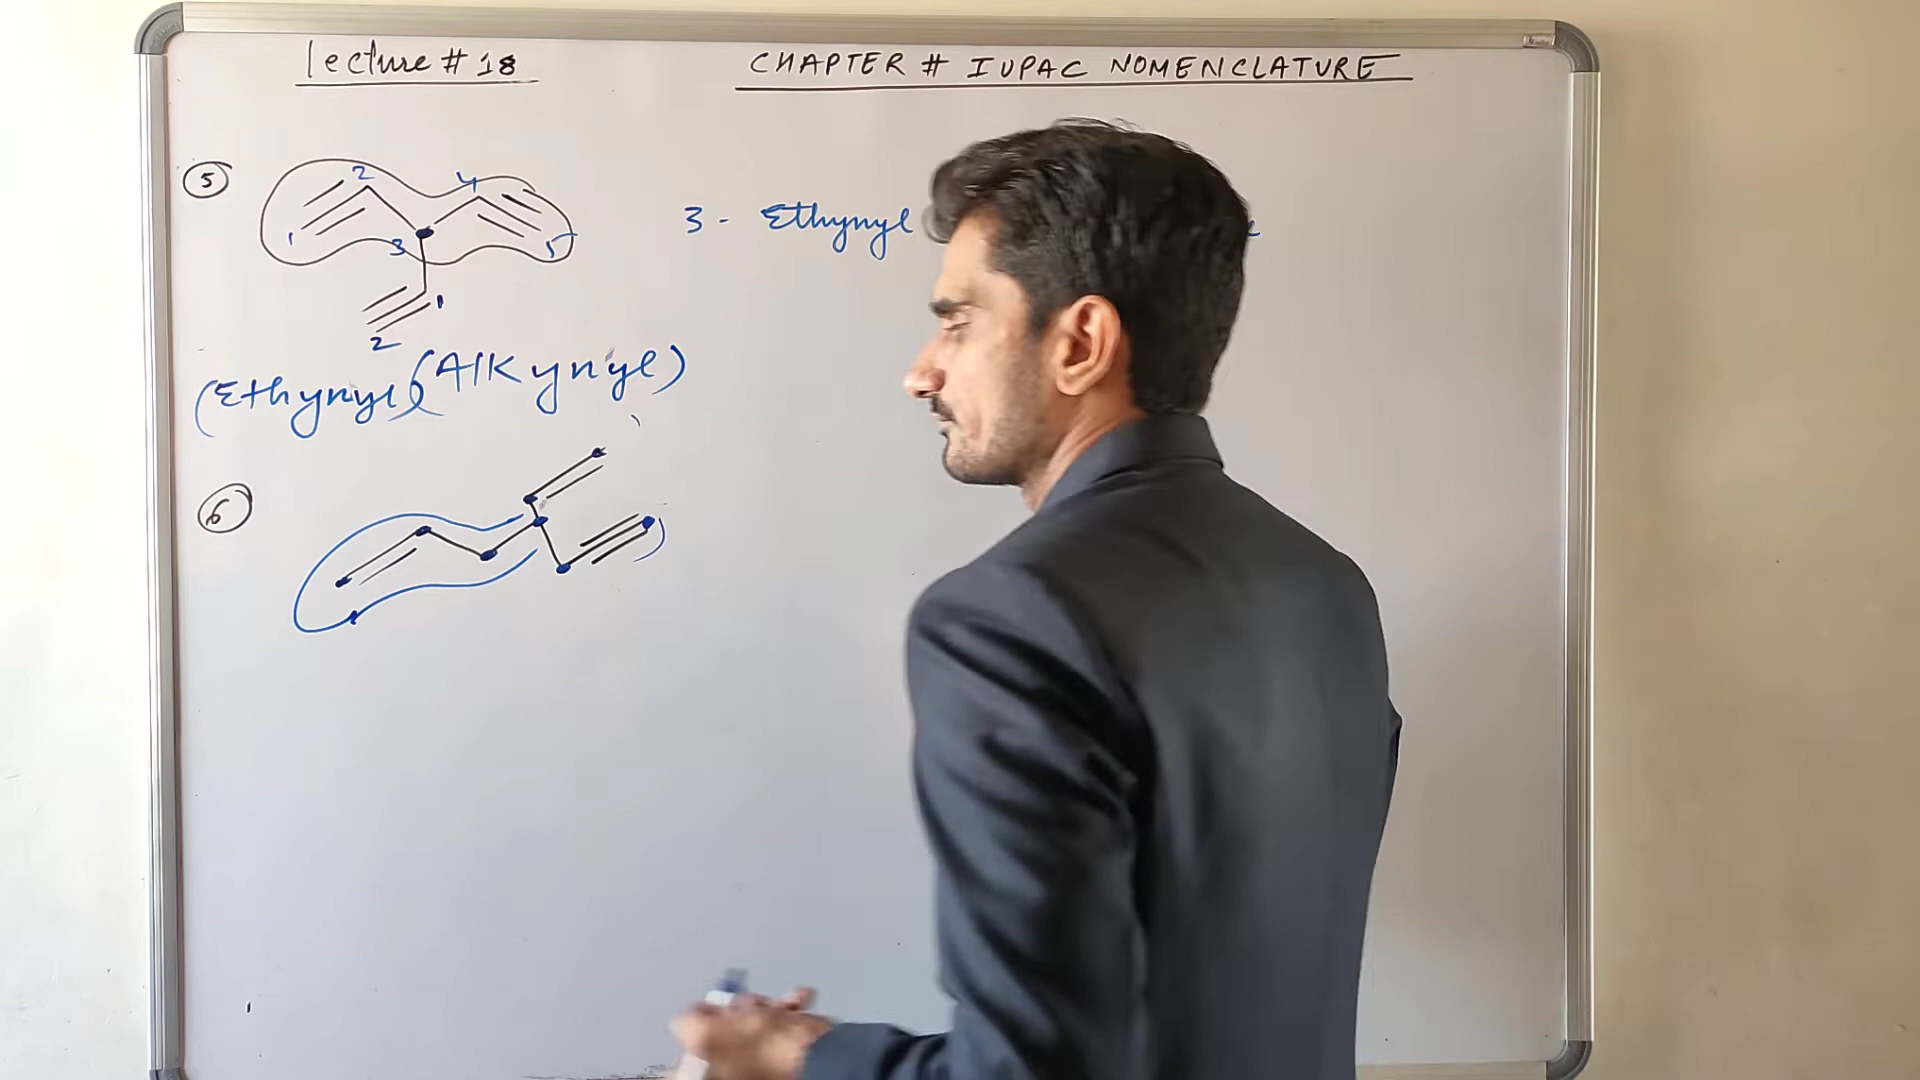 Lecture # 18
CHAPTER # IUPAC NOMENCLATURE
5
2
4
1
3
5
3 - Ethynyl
1
2
(Ethynyl) (Alkynyl)
6